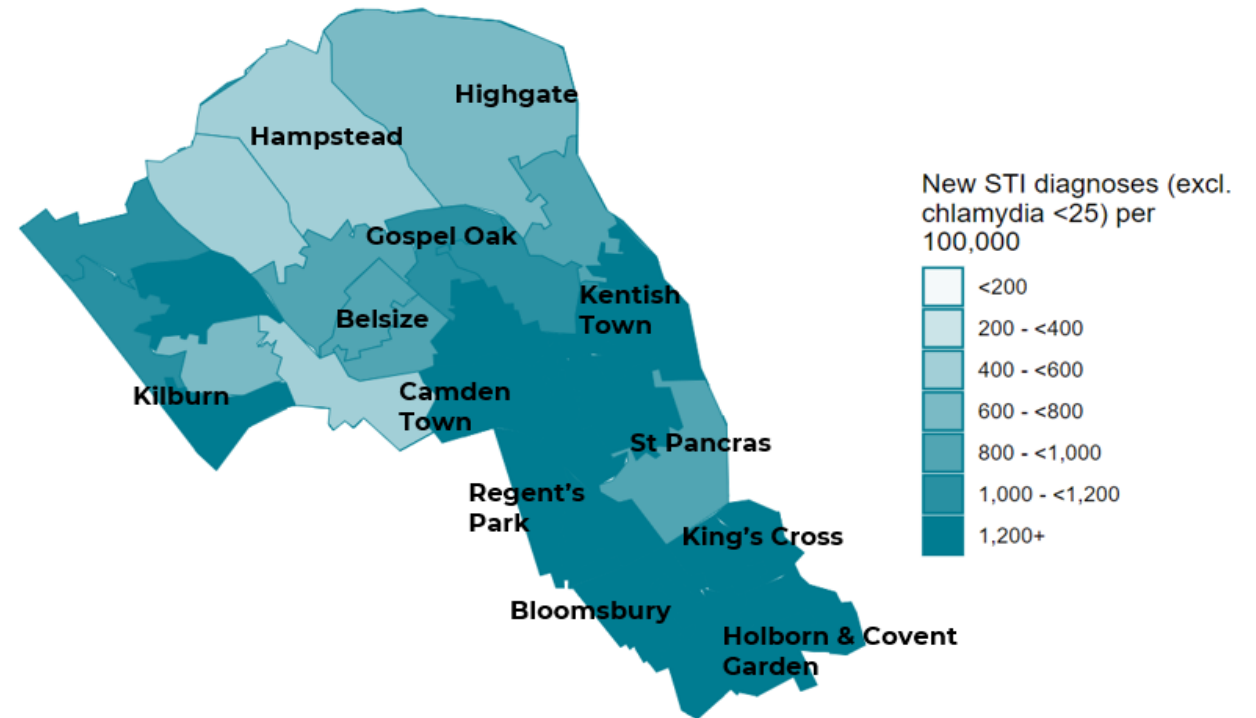 Highgate
Hampstead
Gospel Oak
Kentish
Town
Belsize
Kilburn
Camden
Town
St Pancras
Regent's
Park
King's Cross
Bloomsbury
Holborn & Covent
Garden
New STI diagnoses (excl.
chlamydia <25) per
100,000
<200
200 - <400
400 - <600
600 - <800
800 - <1,000
1,000 - <1,200
1,200+